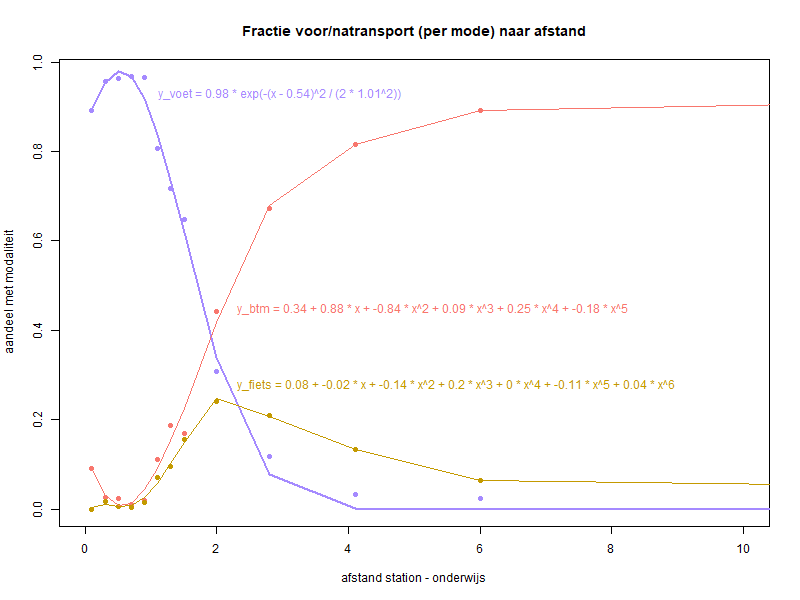 Fractie voor/natransport (per mode) naar afstand
1.0
0.8
0.6
0.4
0.2
0.0
aandeel met modaliteit
y_voet = 0.98 * exp(-(x - 0.54)^2 / (2 * 1.01^2))
y_btm = 0.34 + 0.88 * x + -0.84 * x^2 + 0.09 * x^3 + 0.25 * x^4 + -0.18 * x^5
y_fiets = 0.08 + -0.02 * x + -0.14 * x^2 + 0.2 * x^3 + 0 * x^4 + -0.11 * x^5 + 0.04 * x^6
0 2 4 6 8 10
afstand station - onderwijs